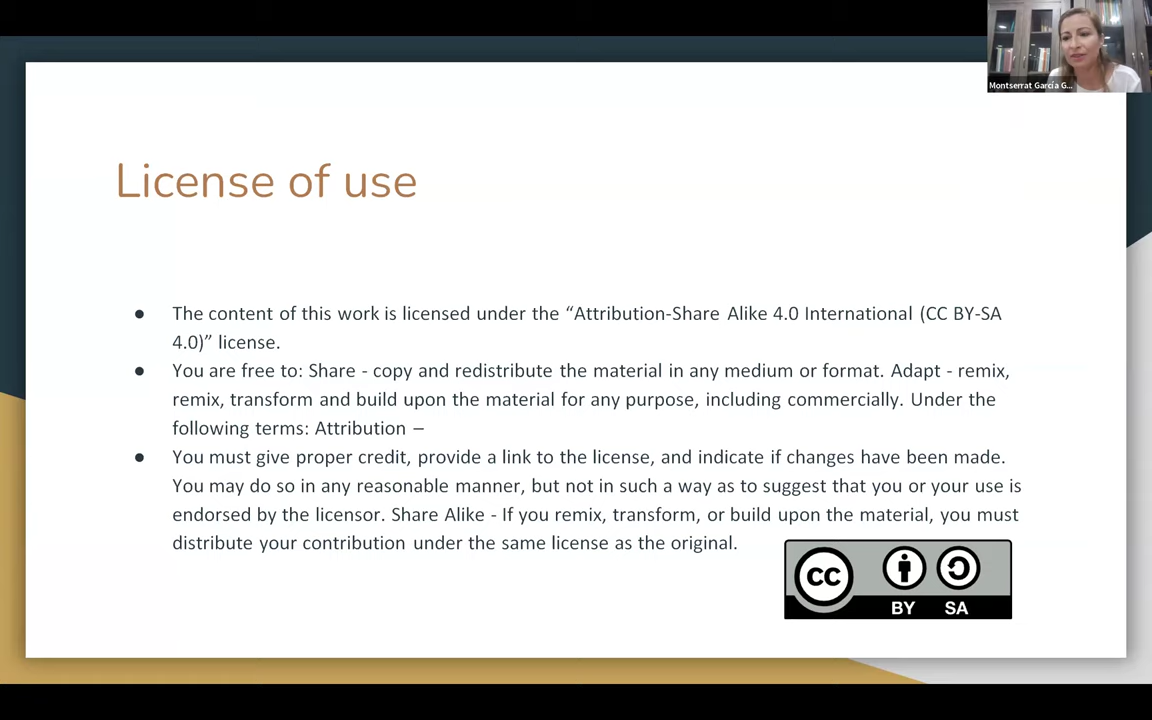 Montserrat García G...
License of use
● The content of this work is licensed under the “Attribution-Share Alike 4.0 International (CC BY-SA
4.0)” license.
● You are free to: Share - copy and redistribute the material in any medium or format. Adapt - remix,
remix, transform and build upon the material for any purpose, including commercially. Under the
following terms: Attribution –
● You must give proper credit, provide a link to the license, and indicate if changes have been made.
You may do so in any reasonable manner, but not in such a way as to suggest that you or your use is
endorsed by the licensor. Share Alike - If you remix, transform, or build upon the material, you must
distribute your contribution under the same license as the original.
CC
BY SA